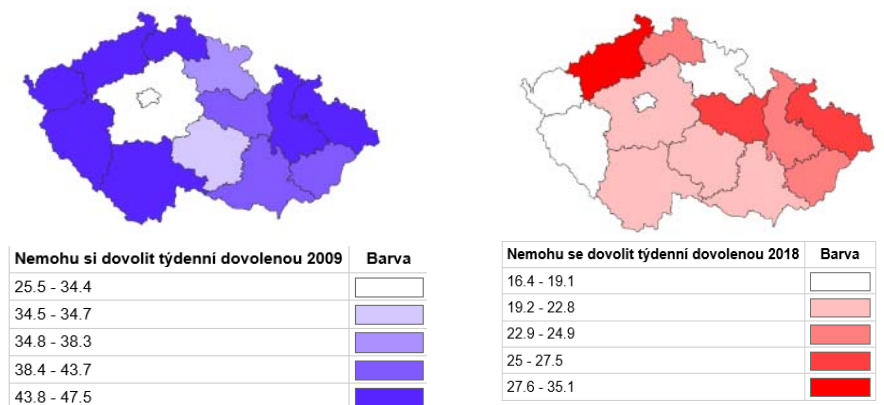 Nemohu si dovolit týdenní dovolenou 2009 Barva
25.5 - 34.4
34.5 - 34.7
34.8 - 38.3
38.4 - 43.7
43.8 - 47.5
Nemohu se dovolit týdenní dovolenou 2018 Barva
16.4 - 19.1
19.2 - 22.8
22.9 - 24.9
25 - 27.5
27.6 - 35.1